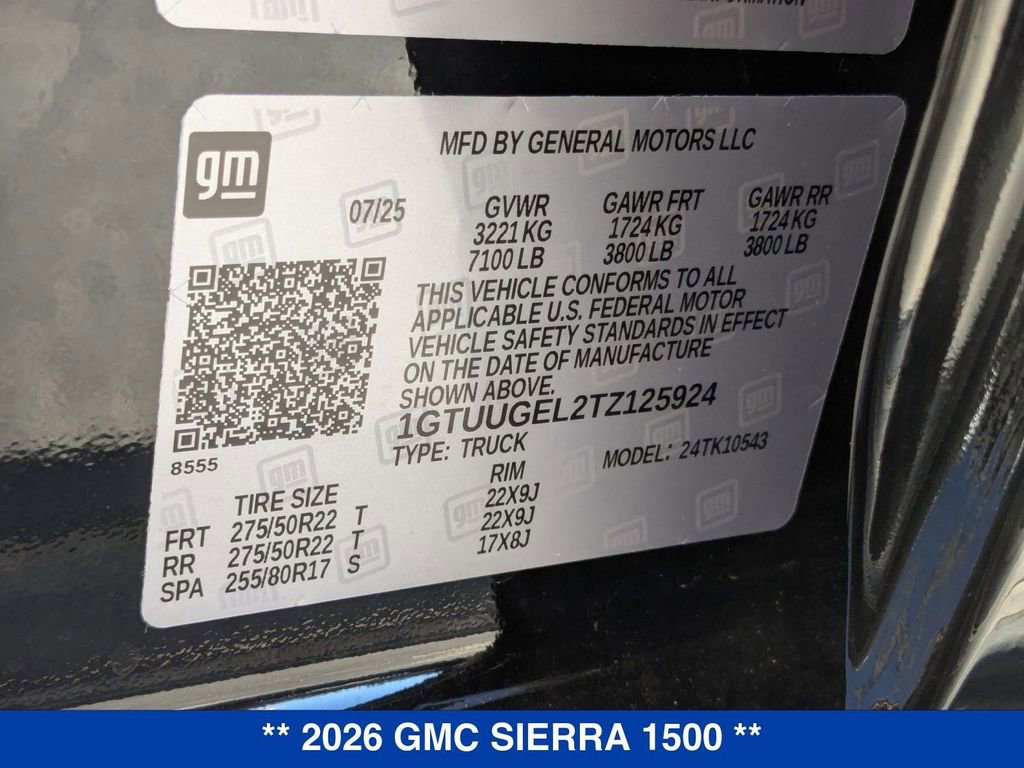 gm
MFD BY GENERAL MOTORS LLC
07/25
GVWR GAWR FRT GAWR RR
3221 KG 1724 KG 1724 KG
7100 LB 3800 LB 3800 LB
THIS VEHICLE CONFORMS TO ALL
APPLICABLE U.S. FEDERAL MOTOR
VEHICLE SAFETY STANDARDS IN EFFECT
ON THE DATE OF MANUFACTURE
SHOWN ABOVE.
1GTUUGEL2TZ125924
TYPE: TRUCK MODEL: 24TK10543
8555
TIRE SIZE RIM
FRT 275/50R22 T 22X9J
RR 275/50R22 T 22X9J
SPA 255/80R17 S 17X8J
** 2026 GMC SIERRA 1500 **